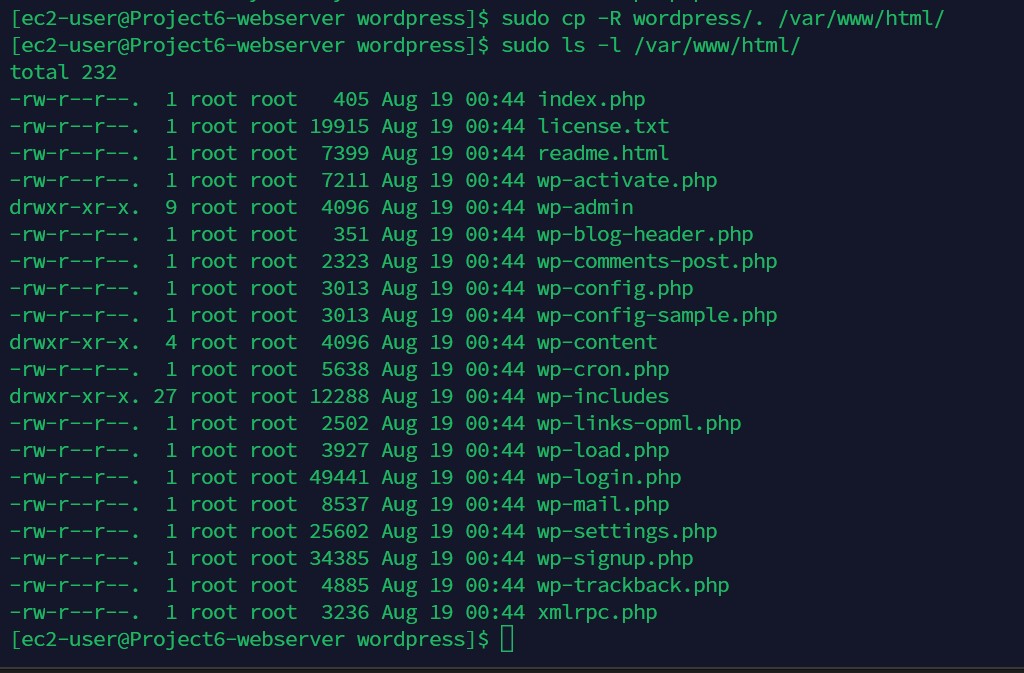 [ec2-user@Project6-webserver wordpress]$ sudo cp -R wordpress/. /var/www/html/
[ec2-user@Project6-webserver wordpress]$ sudo ls -l /var/www/html/
total 232
-rw-r--r--.  1 root root   405 Aug 19 00:44 index.php
-rw-r--r--.  1 root root 19915 Aug 19 00:44 license.txt
-rw-r--r--.  1 root root  7399 Aug 19 00:44 readme.html
-rw-r--r--.  1 root root  7211 Aug 19 00:44 wp-activate.php
drwxr-xr-x.  9 root root  4096 Aug 19 00:44 wp-admin
-rw-r--r--.  1 root root   351 Aug 19 00:44 wp-blog-header.php
-rw-r--r--.  1 root root  2323 Aug 19 00:44 wp-comments-post.php
-rw-r--r--.  1 root root  3013 Aug 19 00:44 wp-config.php
-rw-r--r--.  1 root root  3013 Aug 19 00:44 wp-config-sample.php
drwxr-xr-x.  4 root root  4096 Aug 19 00:44 wp-content
-rw-r--r--.  1 root root  5638 Aug 19 00:44 wp-cron.php
drwxr-xr-x. 27 root root 12288 Aug 19 00:44 wp-includes
-rw-r--r--.  1 root root  2502 Aug 19 00:44 wp-links-opml.php
-rw-r--r--.  1 root root  3927 Aug 19 00:44 wp-load.php
-rw-r--r--.  1 root root 49441 Aug 19 00:44 wp-login.php
-rw-r--r--.  1 root root  8537 Aug 19 00:44 wp-mail.php
-rw-r--r--.  1 root root 25602 Aug 19 00:44 wp-settings.php
-rw-r--r--.  1 root root 34385 Aug 19 00:44 wp-signup.php
-rw-r--r--.  1 root root  4885 Aug 19 00:44 wp-trackback.php
-rw-r--r--.  1 root root  3236 Aug 19 00:44 xmlrpc.php
[ec2-user@Project6-webserver wordpress]$